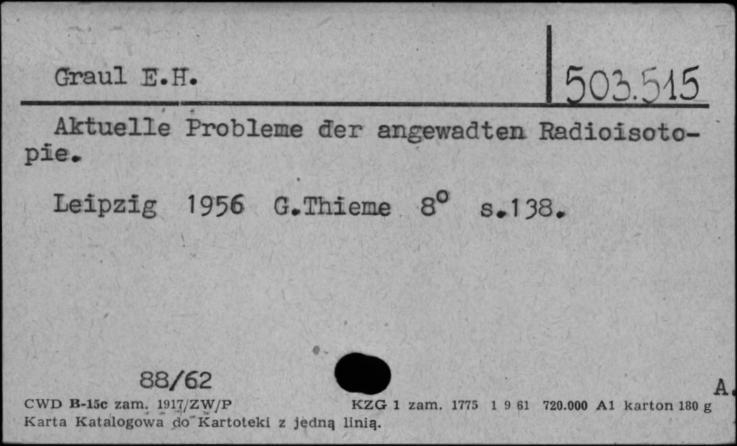 Graul E.H.
503.515
Aktuelle Probleme der angewadten Radioisoto-
pie.
Leipzig 1956 G.Thieme 8° s.138.
88/62
A.
CWD B-15c zam. 1917/ZW/P KZG 1 zam. 1775 1 9 61 720.000 A1 karton 180 g
Karta Katalogowa do Kartoteki z jedną linią.